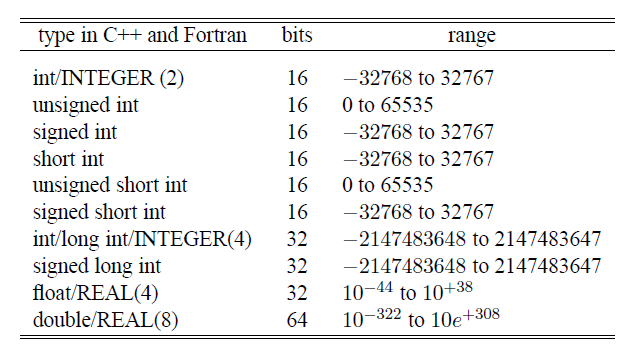 type in C++ and Fortran bits range
int/INTEGER (2) 16 −32768 to 32767
unsigned int 16 0 to 65535
signed int 16 −32768 to 32767
short int 16 −32768 to 32767
unsigned short int 16 0 to 65535
signed short int 16 −32768 to 32767
int/long int/INTEGER(4) 32 −2147483648 to 2147483647
signed long int 32 −2147483648 to 2147483647
float/REAL(4) 32 10⁻⁴⁴ to 10⁺³⁸
double/REAL(8) 64 10⁻³²² to 10e⁺³⁰⁸